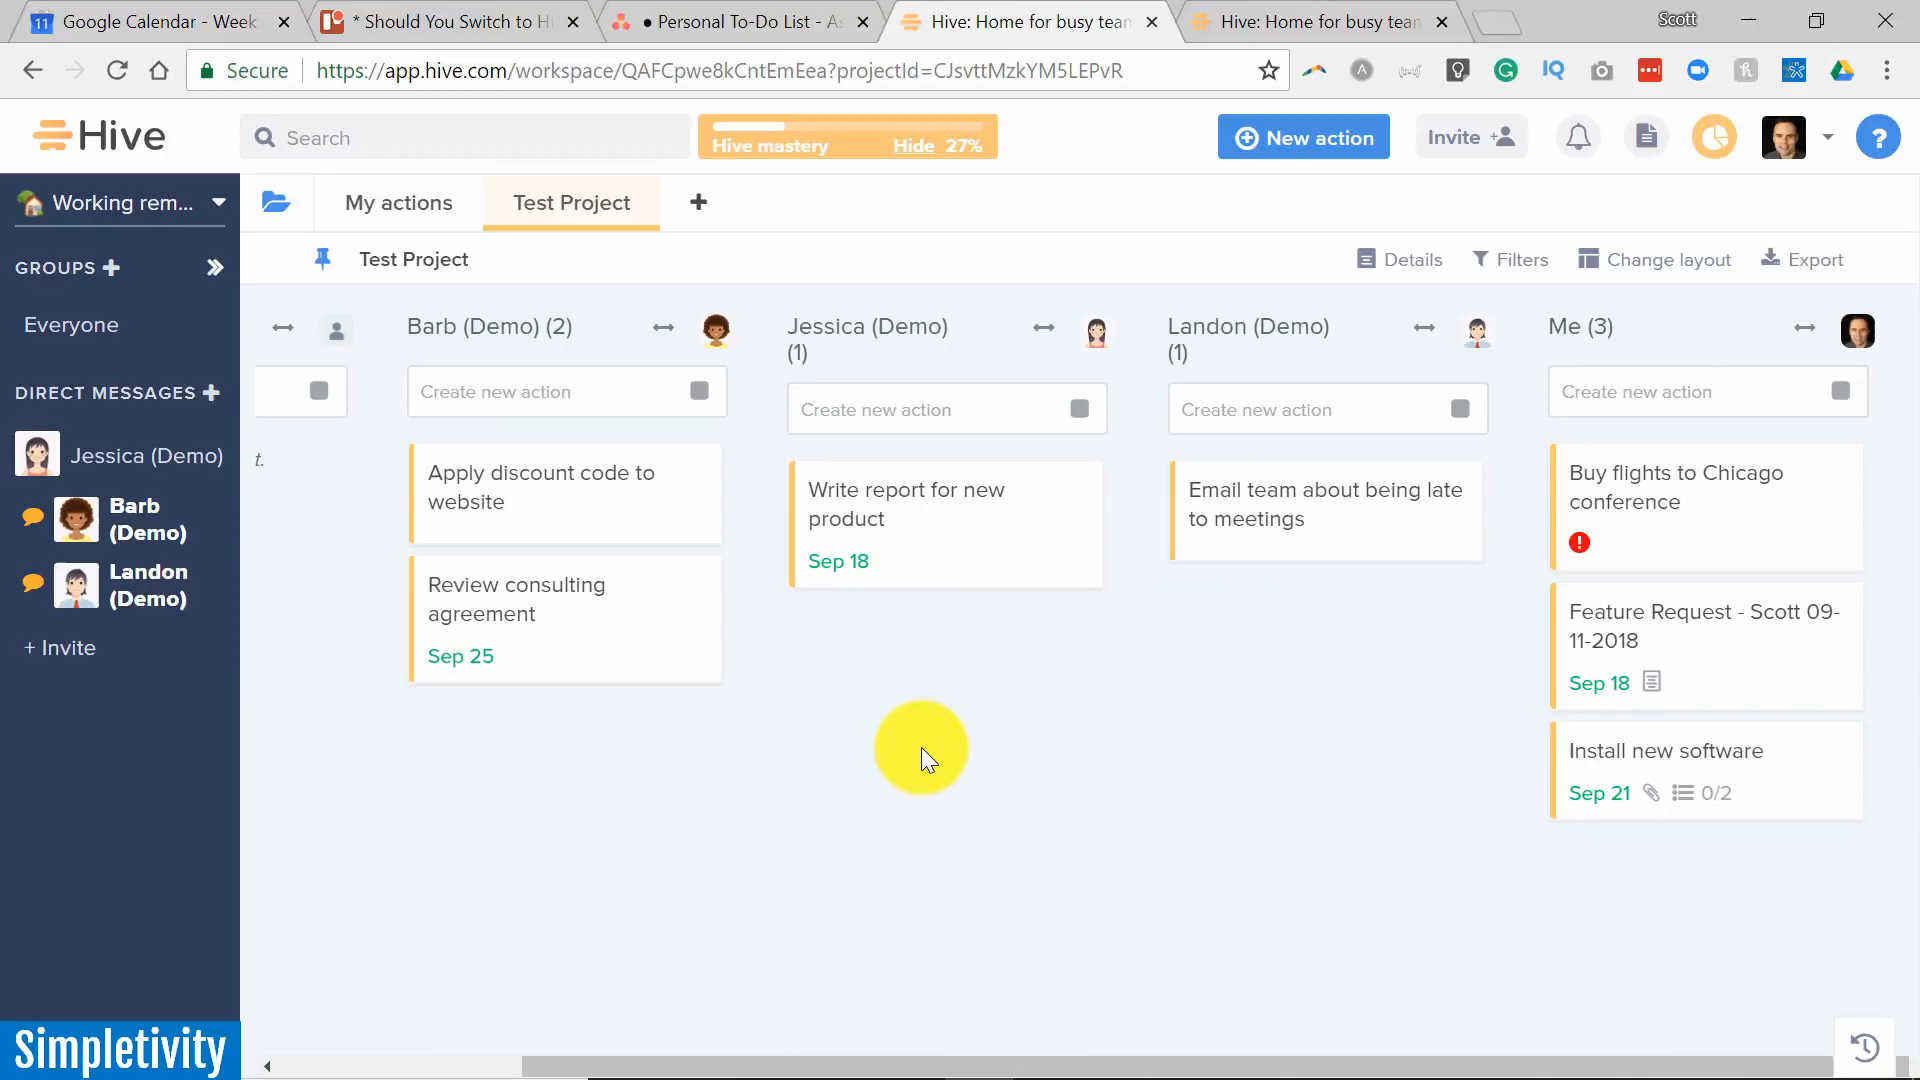 Google Calendar - Week
* Should You Switch to Hi
• Personal To-Do List - As
Hive: Home for busy team
Hive: Home for busy team
Scott
Secure
https://app.hive.com/workspace/QAFCpwe8kCntEmEea?projectId=CJsvttMzkYM5LEPvR
Hive
Search
Hive mastery Hide 27%
New action
Invite
?
Working rem...
My actions
Test Project
+
GROUPS +
Test Project
Details
Filters
Change layout
Export
Everyone
DIRECT MESSAGES +
Jessica (Demo)
Barb
(Demo)
Landon
(Demo)
+ Invite
t.
Barb (Demo) (2)
Create new action
Apply discount code to
website
Review consulting
agreement
Sep 25
Jessica (Demo)
(1)
Create new action
Write report for new
product
Sep 18
Landon (Demo)
(1)
Create new action
Email team about being late
to meetings
Me (3)
Create new action
Buy flights to Chicago
conference
Feature Request - Scott 09-
11-2018
Sep 18
Install new software
Sep 21 0/2
Simpletivity